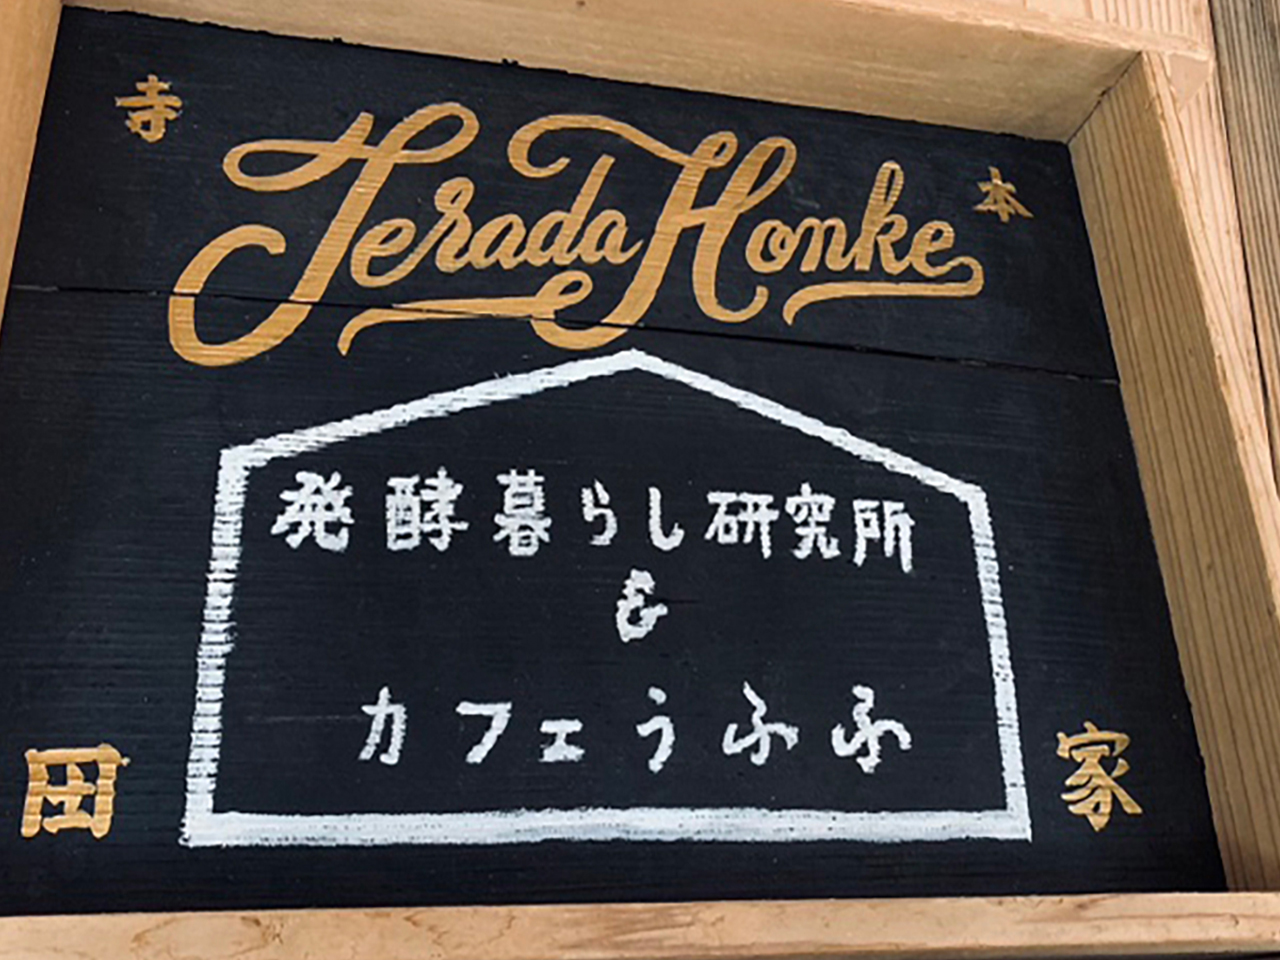 寺 本
Terada Honke
発酵暮らし研究所
&
カフェうふふ
田 家